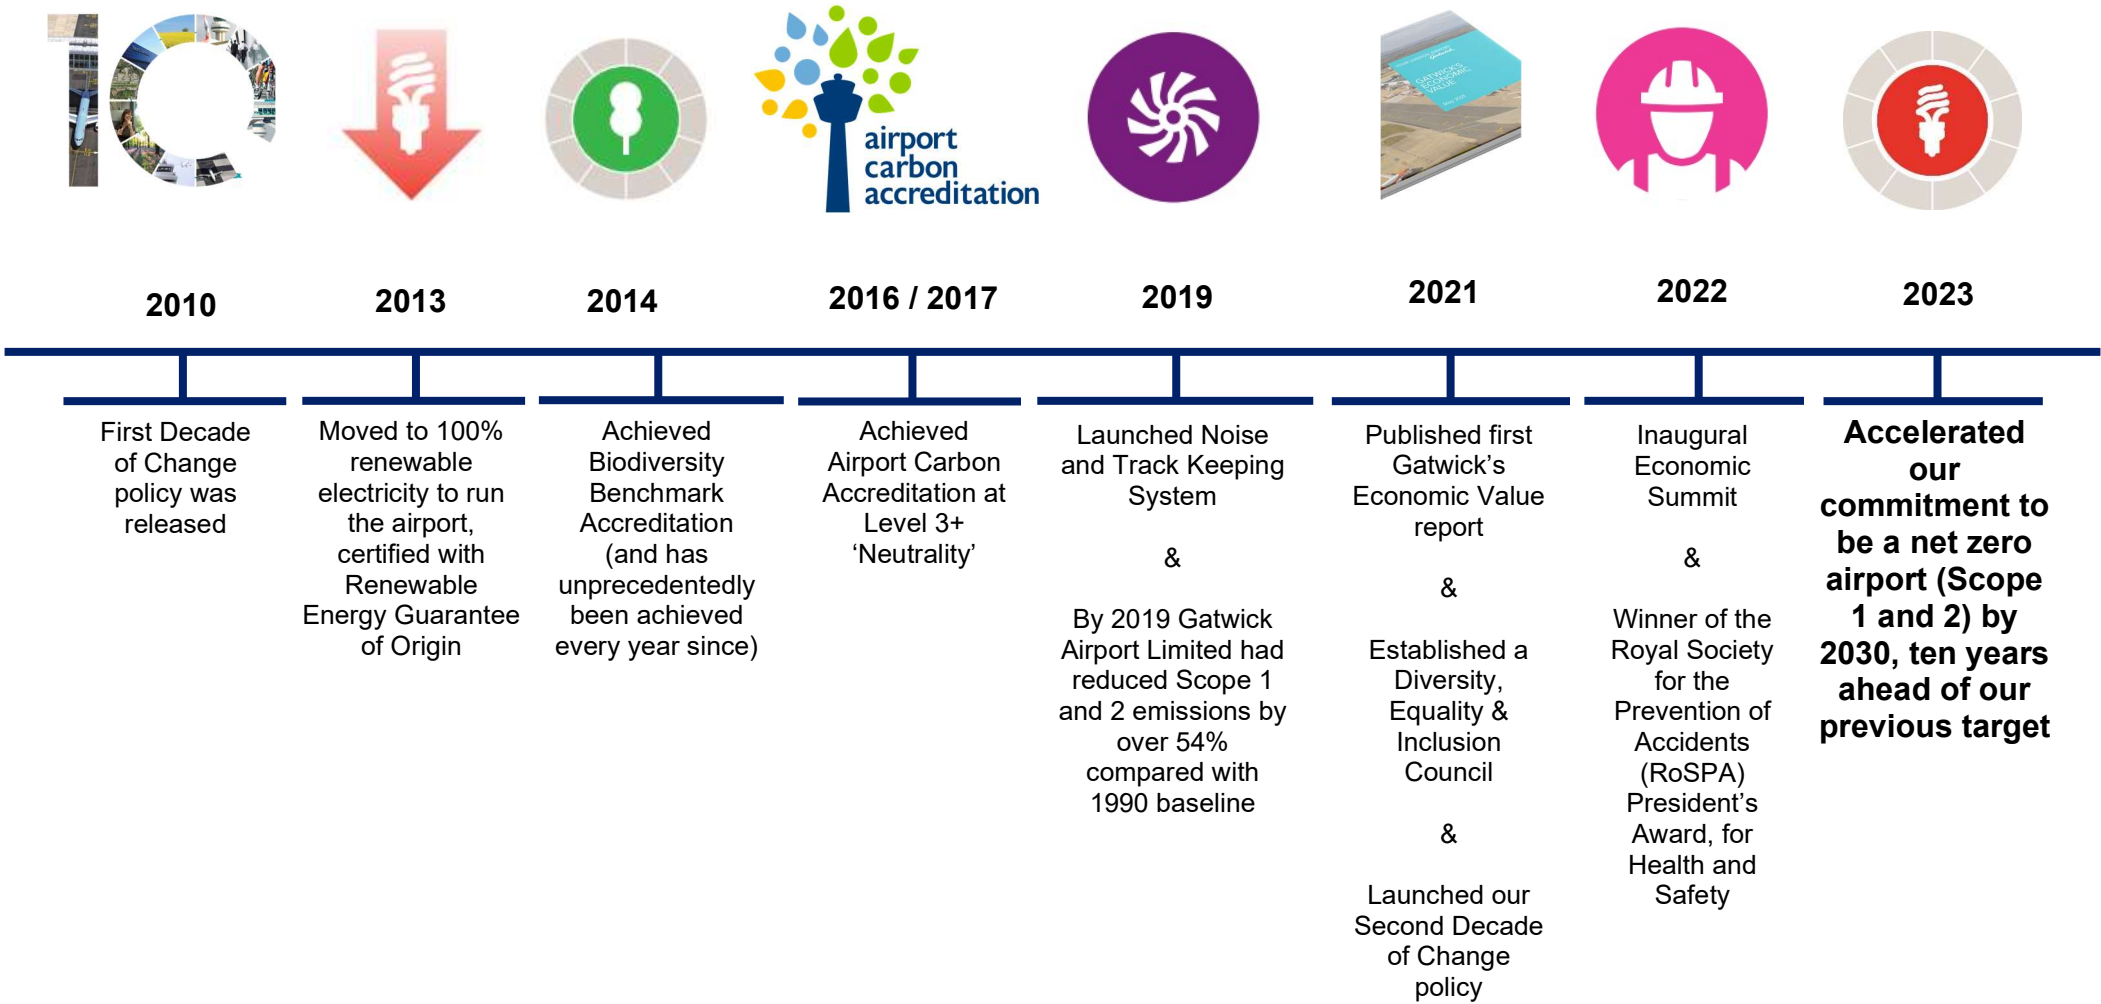 airport
carbon
accreditation
GATWICK'S
ECONOMIC
VALUE
2010
2013
2014
2016 / 2017
2019
2021
2022
2023
First Decade
of Change
policy was
released
Moved to 100%
renewable
electricity to run
the airport,
certified with
Renewable
Energy Guarantee
of Origin
Achieved
Biodiversity
Benchmark
Accreditation
(and has
unprecedentedly
been achieved
every year since)
Achieved
Airport Carbon
Accreditation at
Level 3+
‘Neutrality’
Launched Noise
and Track Keeping
System
&
By 2019 Gatwick
Airport Limited had
reduced Scope 1
and 2 emissions by
over 54%
compared with
1990 baseline
Published first
Gatwick’s
Economic Value
report
&
Established a
Diversity,
Equality &
Inclusion
Council
&
Launched our
Second Decade
of Change
policy
Inaugural
Economic
Summit
&
Winner of the
Royal Society
for the
Prevention of
Accidents
(RoSPA)
President’s
Award, for
Health and
Safety
Accelerated
our
commitment to
be a net zero
airport (Scope
1 and 2) by
2030, ten years
ahead of our
previous target